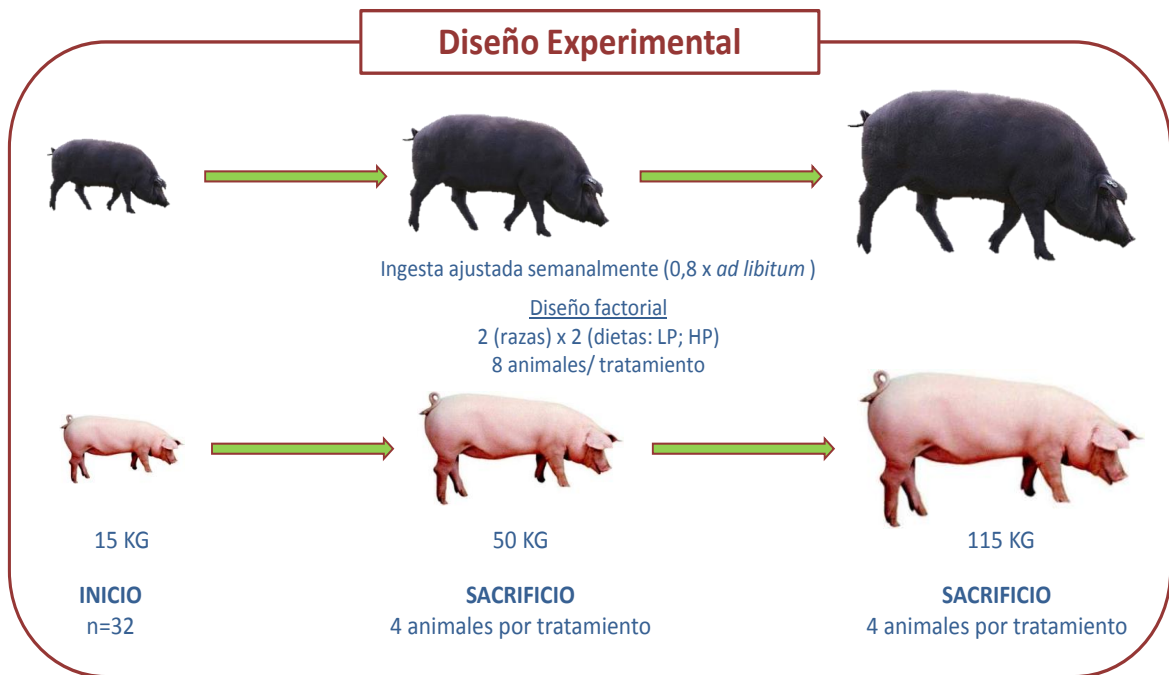 Diseño Experimental
Ingesta ajustada semanalmente (0,8 x ad libitum )
Diseño factorial
2 (razas) x 2 (dietas: LP; HP)
8 animales/ tratamiento
15 KG
50 KG
115 KG
INICIO
n=32
SACRIFICIO
4 animales por tratamiento
SACRIFICIO
4 animales por tratamiento